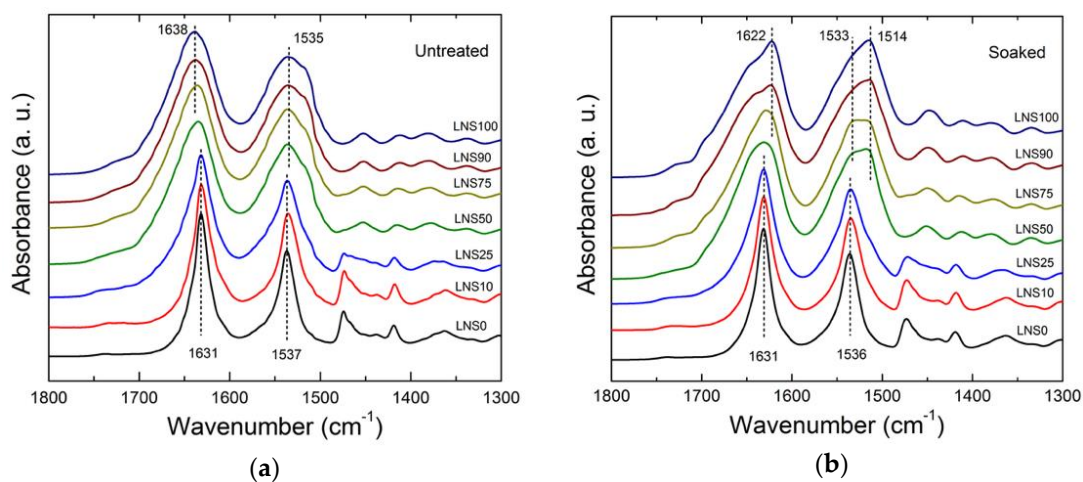 (a)
1638
1535
Untreated
LNS100
LNS90
LNS75
LNS50
LNS25
LNS10
LNS0
1631
1537
Absorbance (a. u.)
1800 1700 1600 1500 1400 1300
Wavenumber (cm⁻¹)
(b)
1622
1533
1514
Soaked
LNS100
LNS90
LNS75
LNS50
LNS25
LNS10
LNS0
1631
1536
Absorbance (a. u.)
1800 1700 1600 1500 1400 1300
Wavenumber (cm⁻¹)